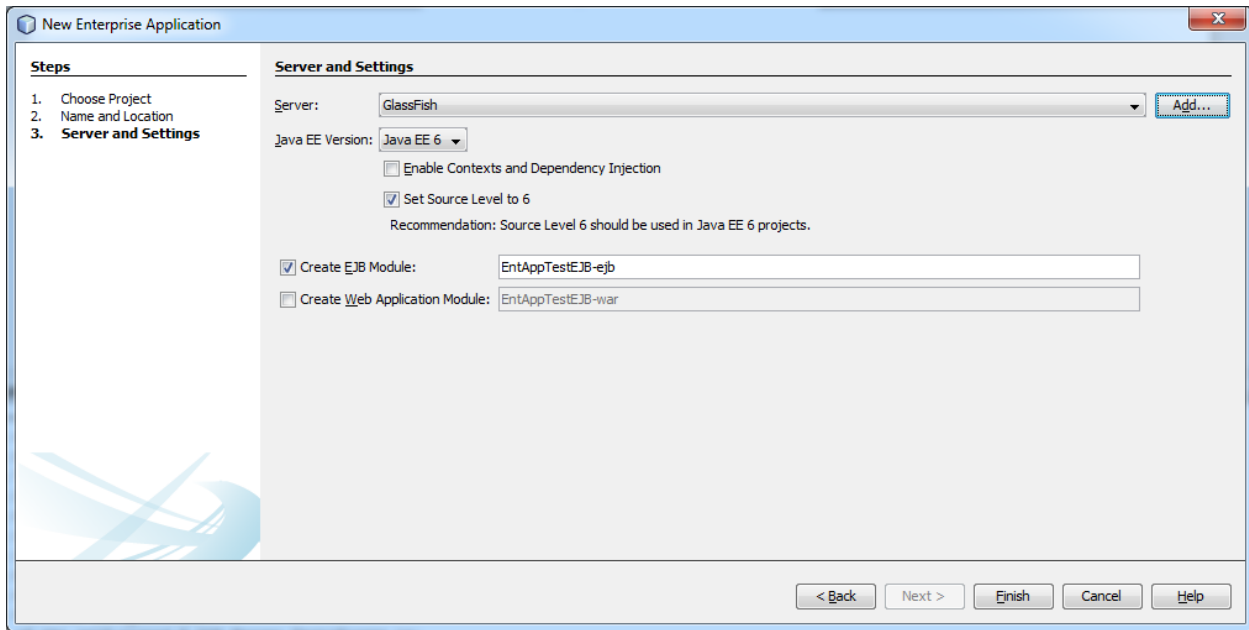 New Enterprise Application
Steps
1. Choose Project
2. Name and Location
3. Server and Settings
Server and Settings
Server: GlassFish Add...
Java EE Version: Java EE 6
Enable Contexts and Dependency Injection
Set Source Level to 6
Recommendation: Source Level 6 should be used in Java EE 6 projects.
Create EJB Module: EntAppTestEJB-ejb
Create Web Application Module: EntAppTestEJB-war
< Back Next > Finish Cancel Help